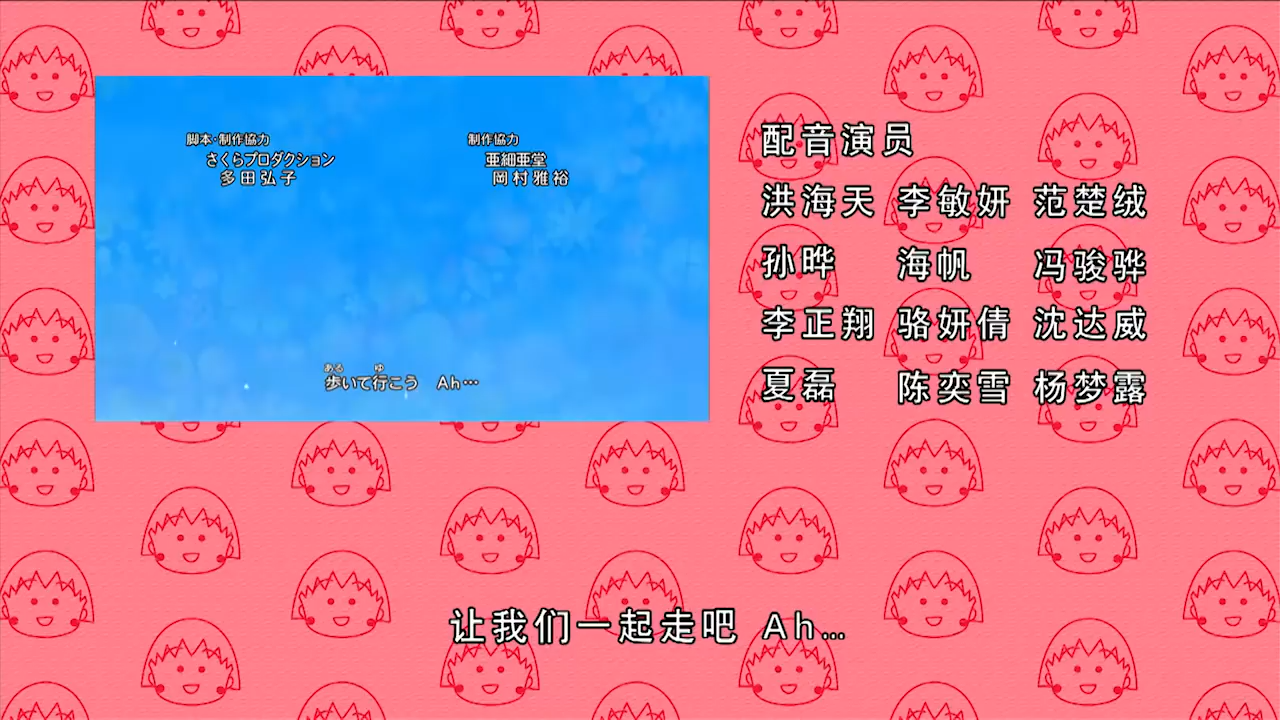 脚本・制作協力
さくらプロダクション
多田弘子
制作協力
亜細亜堂
岡村雅裕
ある ゆ
歩いて行こう Ah…
配音演员
洪海天 李敏妍 范楚绒
孙晔 海帆 冯骏骅
李正翔 骆妍倩 沈达威
夏磊 陈奕雪 杨梦露
让我们一起走吧 Ah…